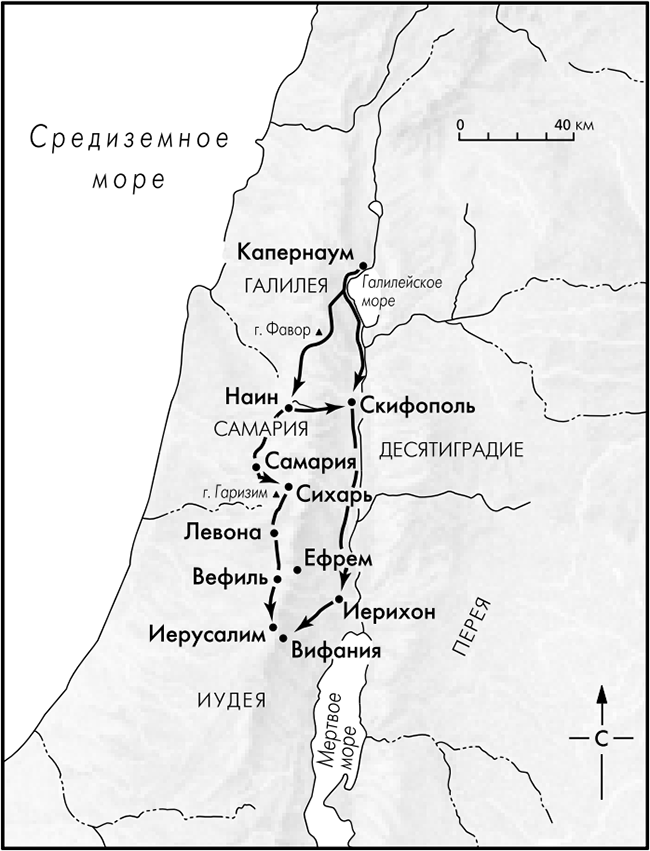 Средиземное
море
0 40 км
Капернаум
ГАЛИЛЕЯ
Галилейское
море
г. Фавор
Наин
Скифополь
САМАРИЯ
ДЕСЯТИГРАДИЕ
Самария
г. Гаризим
Сихарь
Левона
Ефрем
Вефиль
Иерихон
ПЕРЕЯ
Иерусалим
Вифания
ИУДЕЯ
Мертвое
море
С